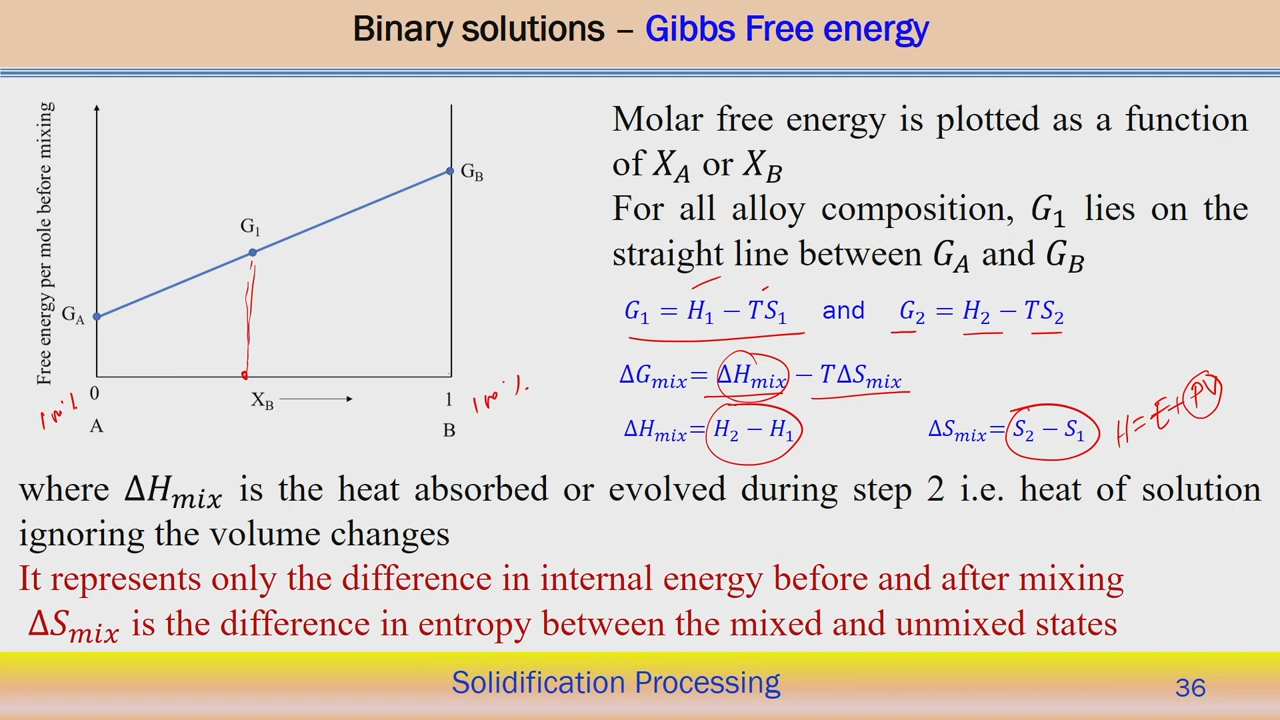 Binary solutions – Gibbs Free energy
Free energy per mole before mixing
G_A
G_1
G_B
0
X_B
1
A
B
Molar free energy is plotted as a function
of X_A or X_B
For all alloy composition, G_1 lies on the
straight line between G_A and G_B
G_1 = H_1 − TS_1 and G_2 = H_2 − TS_2
ΔG_mix= ΔH_mix − TΔS_mix
ΔH_mix= H_2 − H_1 ΔS_mix= S_2 − S_1
H = E + PV
where ΔH_mix is the heat absorbed or evolved during step 2 i.e. heat of solution
ignoring the volume changes
It represents only the difference in internal energy before and after mixing
ΔS_mix is the difference in entropy between the mixed and unmixed states
Solidification Processing
36